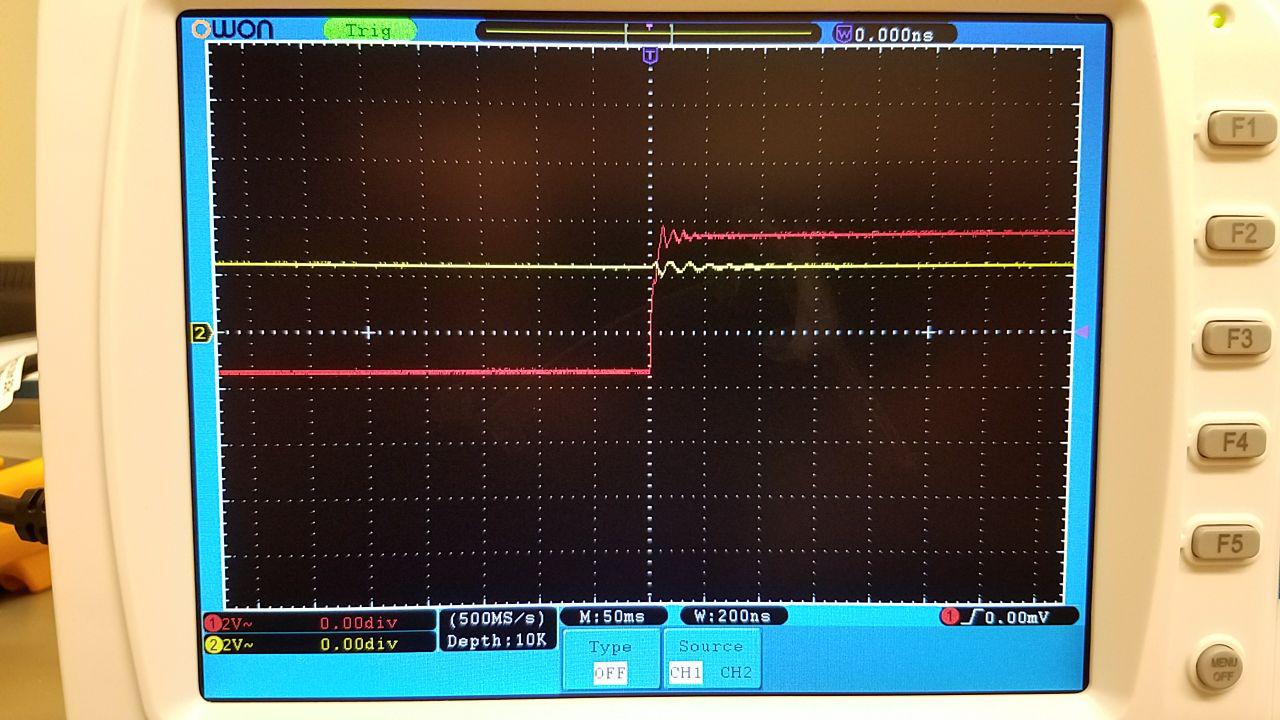 OWON Trig T W 0.000ns
T
F1
F2
2
F3
F4
F5
1 2V~ 0.00div (500MS/s) M:50ms W:200ns 1 0.00mV
2 2V~ 0.00div Depth:10K
Type Source
OFF CH1 CH2
MENU
OFF